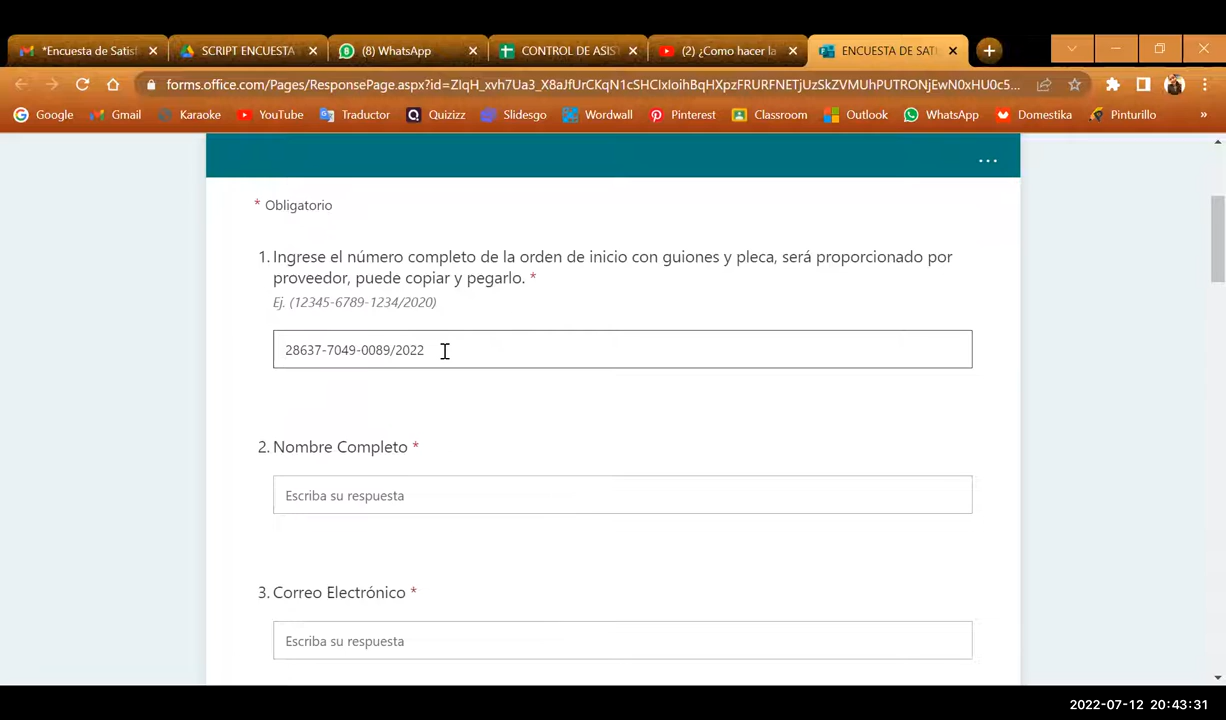 *Encuesta de Satisf
SCRIPT ENCUESTA
(8) WhatsApp
CONTROL DE ASIST
(2) ¿Como hacer la
ENCUESTA DE SATI
forms.office.com/Pages/ResponsePage.aspx?id=ZIqH_xvh7Ua3_X8aJfUrCKqN1cSHCIxIoihBqHXpzFRURFNETjUzSkZVMUhPUTRONjEwN0xHU0c5...
Google
Gmail
Karaoke
YouTube
Traductor
Quizizz
Slidesgo
Wordwall
Pinterest
Classroom
Outlook
WhatsApp
Domestika
Pinturillo
»
...
* Obligatorio
1. Ingrese el número completo de la orden de inicio con guiones y pleca, será proporcionado por
proveedor, puede copiar y pegarlo. *
Ej. (12345-6789-1234/2020)
28637-7049-0089/2022
2. Nombre Completo *
Escriba su respuesta
3. Correo Electrónico *
Escriba su respuesta
2022-07-12 20:43:31